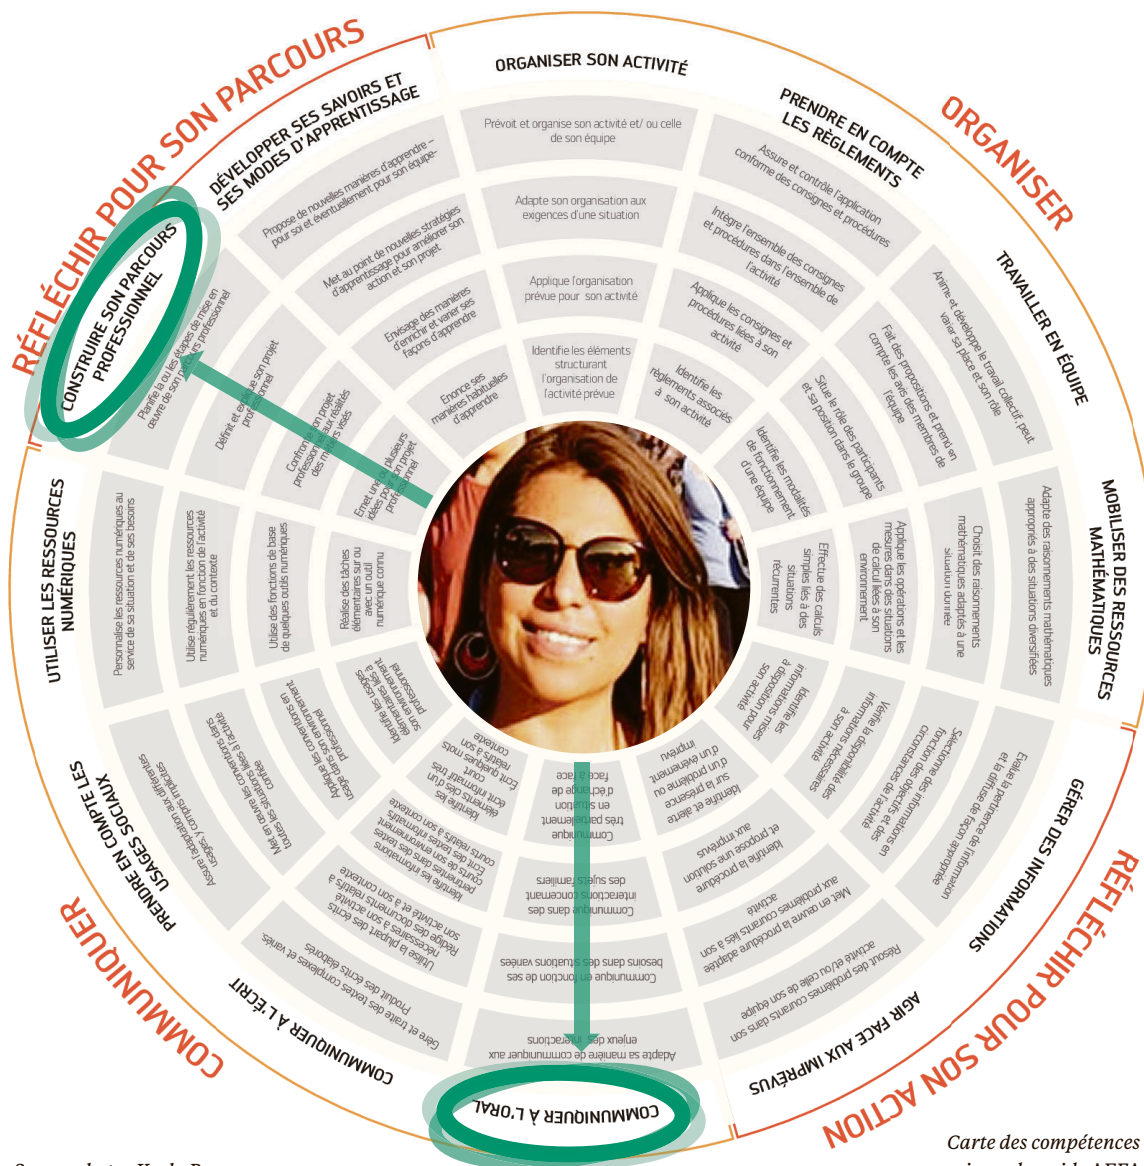 RÉFLÉCHIR POUR SON PARCOURS
DÉVELOPPER SES SAVOIRS ET
SES MODES D'APPRENTISSAGE
Propose de nouvelles manières d'apprendre –
pour soi et éventuellement pour son équipe-
Met au point de nouvelles stratégies
d'apprentissage pour améliorer son
action et son projet
Envisage des manières
d'enrichir et varier ses
façons d'apprendre
Enonce ses
manières habituelles
d'apprendre
CONSTRUIRE SON PARCOURS
PROFESSIONNEL
Planifie la ou les étapes de mise en
œuvre de son parcours professionnel
Définit et explique son projet
professionnel
Confronte son projet
professionnel aux réalités
des métiers visés
Emet une ou plusieurs
idées pour son projet
professionnel
ORGANISER
ORGANISER SON ACTIVITÉ
Prévoit et organise son activité et/ ou celle
de son équipe
Adapte son organisation aux
exigences d'une situation
Applique l'organisation
prévue pour son activité
Identifie les éléments
structurant
l'organisation de
l'activité prévue
PRENDRE EN COMPTE
LES RÈGLEMENTS
Assure et contrôle l'application
conforme des consignes et procédures
Intègre l'ensemble des consignes
et procédures dans l'ensemble de
l'activité
Applique les consignes et
procédures liées à son
activité
Identifie les
règlements associés
à son activité
TRAVAILLER EN ÉQUIPE
Anime et développe le travail collectif, peut
varier sa place et son rôle
Fait des propositions et prend en
compte les avis des membres de
l'équipe
Situe le rôle des participants
et sa position dans le groupe
Identifie les modalités
de fonctionnement
d'une équipe
MOBILISER DES RESSOURCES
MATHÉMATIQUES
Adapte des raisonnements mathématiques
appropriés à des situations diversifiées
Choisit des raisonnements
mathématiques adaptés à une
situation donnée
Applique les opérations et les
mesures dans des situations
de calcul liées à son
environnement
Effectue des calculs
simples liés à des
situations
récurrentes
RÉFLÉCHIR POUR SON ACTION
GÉRER DES INFORMATIONS
Evalue la pertinence de l'information
et la diffuse de façon appropriée
Sélectionne des informations en
fonction des objectifs et des
circonstances de l'activité
Vérifie la disponibilité des
informations nécessaires
à son activité
Identifie les
informations mises
à disposition pour
son activité
AGIR FACE AUX IMPRÉVUS
Résout des problèmes courants dans son
activité et/ou celle de son équipe
Met en œuvre la procédure adaptée
aux problèmes courants liés à son
activité
Identifie la procédure
et propose une solution
aux imprévus
Identifie et alerte
sur la présence
d'un problème ou
d'un événement
imprévu
COMMUNIQUER
COMMUNIQUER À L'ORAL
Adapte sa manière de communiquer aux
enjeux des interactions
Communique en fonction de ses
besoins dans des situations variées
Communique dans des
interactions concernant
des sujets familiers
Communique
très partiellement
en situation
d'échange de
face à face
COMMUNIQUER À L'ÉCRIT
Gère et traite des textes complexes et variés.
Produit des écrits élaborés
Utilise la plupart des écrits
nécessaires à son activité
Rédige des documents relatifs à
son activité et à son contexte
Identifie les informations
pertinentes dans des textes
courts de son environnement
Écrit des textes informatifs
courts relatifs à son contexte
Identifie les
éléments clés d'un
écrit informatif très
court
Ecrit quelques mots
relatifs à son
contexte
PRENDRE EN COMPTE LES
USAGES SOCIAUX
Assure l'adaptation aux différents
usages, y compris implicites
Met en œuvre les conventions dans
toutes les situations liées à l'activité
confiée
Applique les conventions en
usage dans son environnement
professionnel
Identifie les usages
élémentaires liés à
son environnement
professionnel
UTILISER LES RESSOURCES
NUMÉRIQUES
Personnalise les ressources numériques au
service de sa situation et de ses besoins
Utilise régulièrement les ressources
numériques en fonction de l'activité
et du contexte
Utilise des fonctions de base
de quelques outils numériques
Réalise des tâches
élémentaires sur ou
avec un outil
numérique connu
Carte des compétences